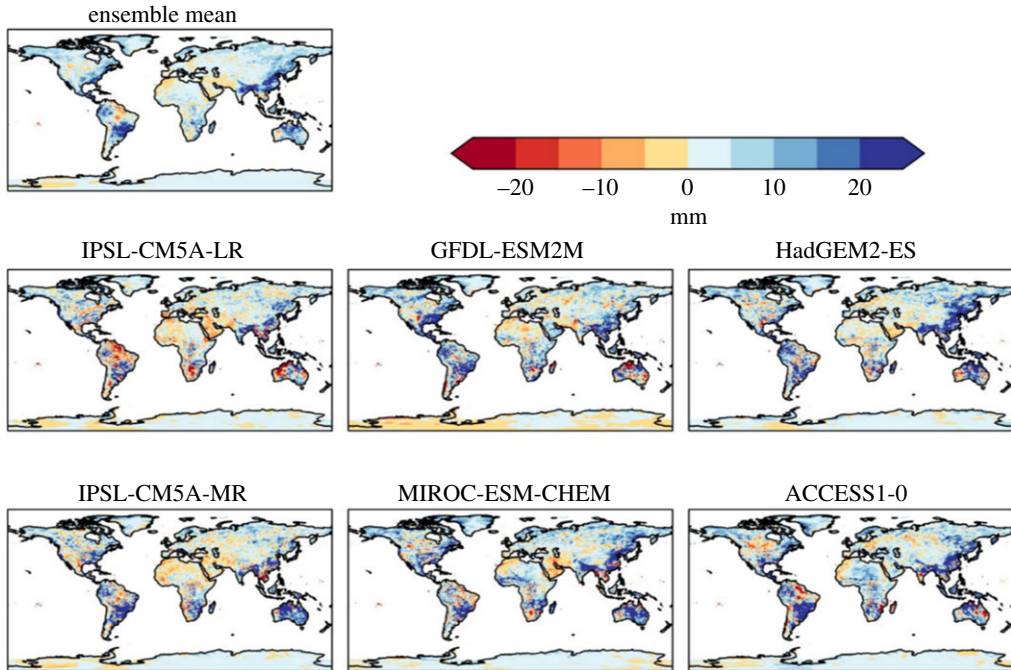 ensemble mean
–20 –10 0 10 20
mm
IPSL-CM5A-LR GFDL-ESM2M HadGEM2-ES
IPSL-CM5A-MR MIROC-ESM-CHEM ACCESS1-0